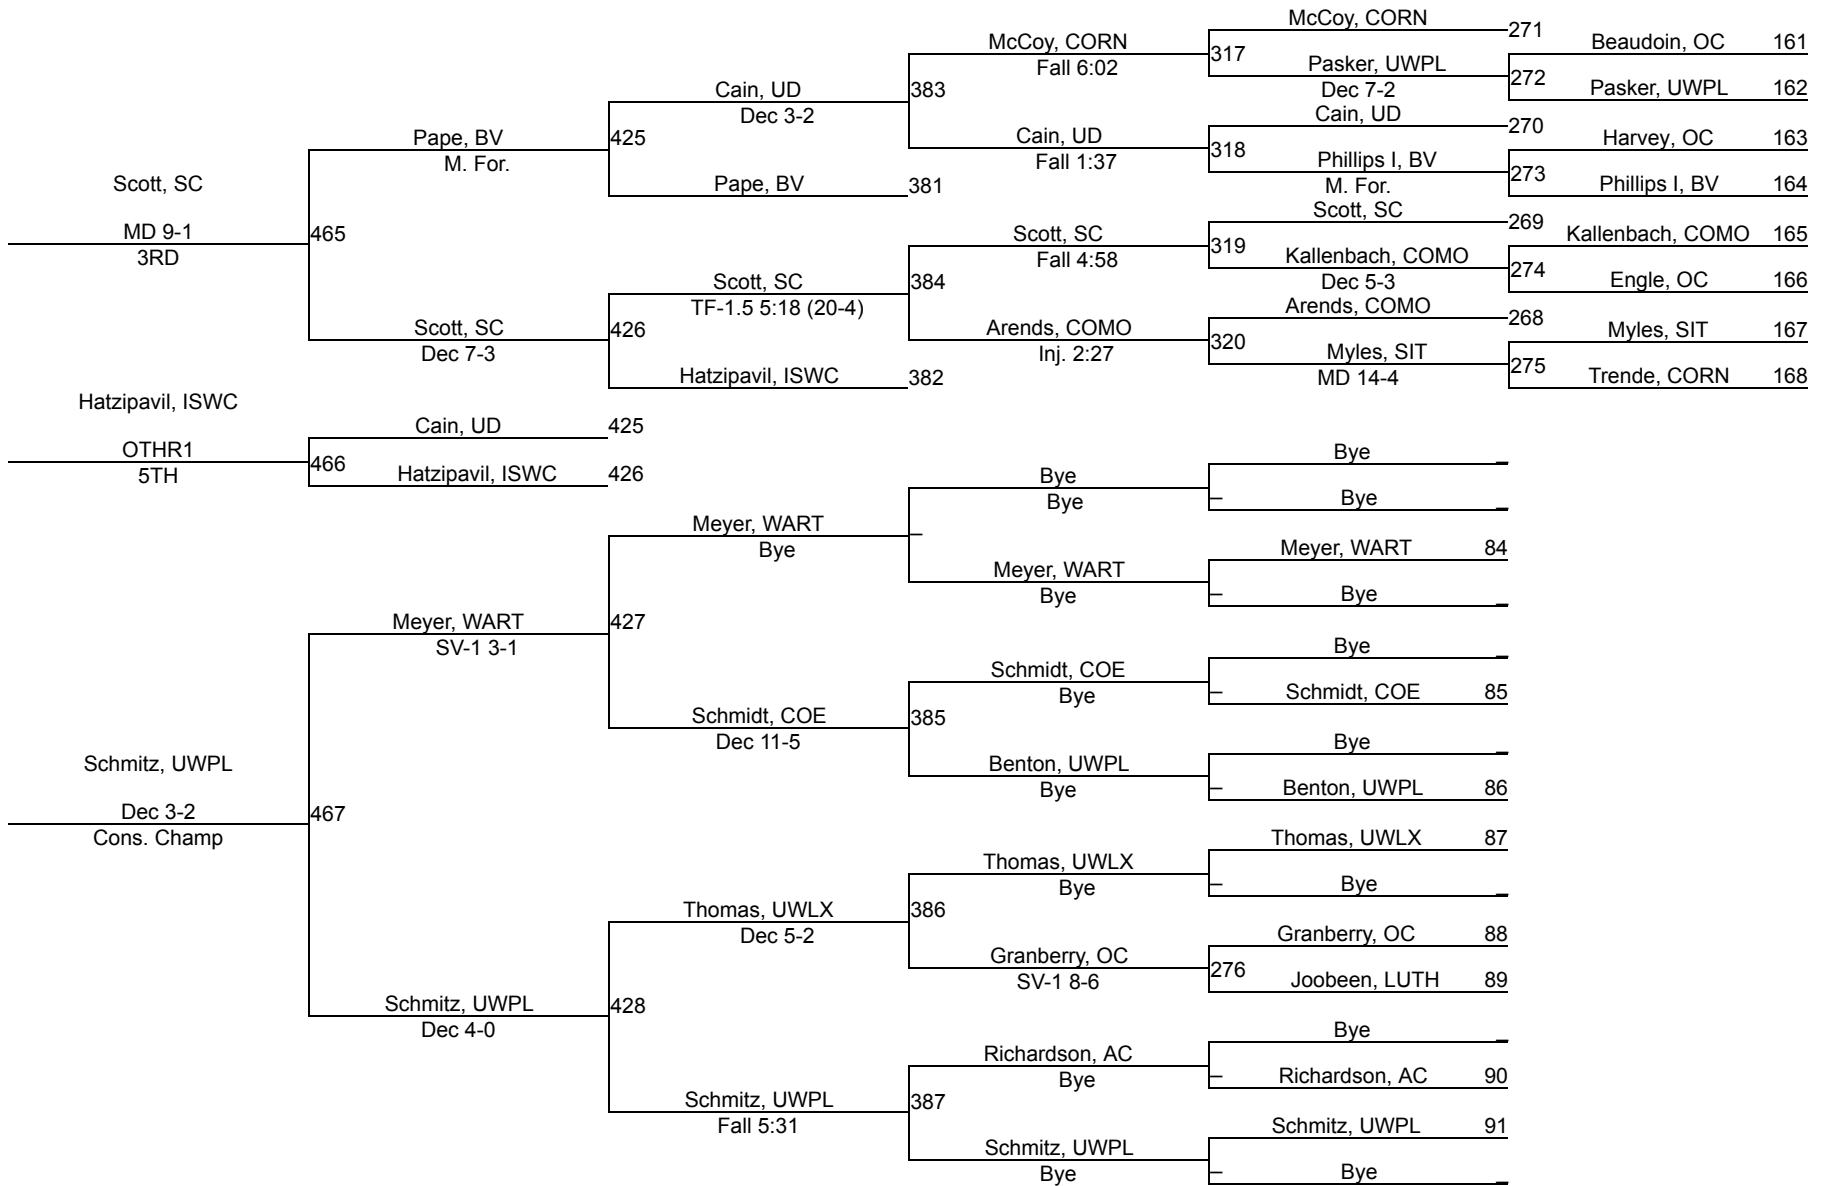 McCoy, CORN 271
Beaudoin, OC 161
McCoy, CORN 317
Fall 6:02
Pasker, UWPL 272
Dec 7-2
Pasker, UWPL 162
Cain, UD 383
Dec 3-2
Cain, UD 270
Harvey, OC 163
Pape, BV 425
M. For.
Cain, UD 318
Fall 1:37
Phillips I, BV 273
M. For.
Phillips I, BV 164
Scott, SC
MD 9-1
3RD
465
Pape, BV 381
Scott, SC 269
Kallenbach, COMO 165
Scott, SC 319
Fall 4:58
Kallenbach, COMO 274
Dec 5-3
Engle, OC 166
Scott, SC 384
TF-1.5 5:18 (20-4)
Arends, COMO 268
Myles, SIT 167
Scott, SC 426
Dec 7-3
Arends, COMO 320
Inj. 2:27
Myles, SIT 275
MD 14-4
Trende, CORN 168
Hatzipavil, ISWC 382
Hatzipavil, ISWC
OTHR1
5TH
466
Cain, UD 425
Hatzipavil, ISWC 426
Bye _
Bye –
Bye
Bye _
Meyer, WART –
Bye
Meyer, WART 84
Meyer, WART –
Bye
Bye _
Meyer, WART 427
SV-1 3-1
Bye _
Schmidt, COE –
Bye
Schmidt, COE 85
Schmidt, COE 385
Dec 11-5
Bye _
Benton, UWPL –
Bye
Benton, UWPL 86
Schmitz, UWPL
Dec 3-2
Cons. Champ
467
Thomas, UWLX 87
Thomas, UWLX –
Bye
Bye _
Thomas, UWLX 386
Dec 5-2
Granberry, OC 88
Granberry, OC 276
SV-1 8-6
Joobeen, LUTH 89
Schmitz, UWPL 428
Dec 4-0
Bye _
Richardson, AC –
Bye
Richardson, AC 90
Schmitz, UWPL 387
Fall 5:31
Schmitz, UWPL 91
Schmitz, UWPL –
Bye
Bye _